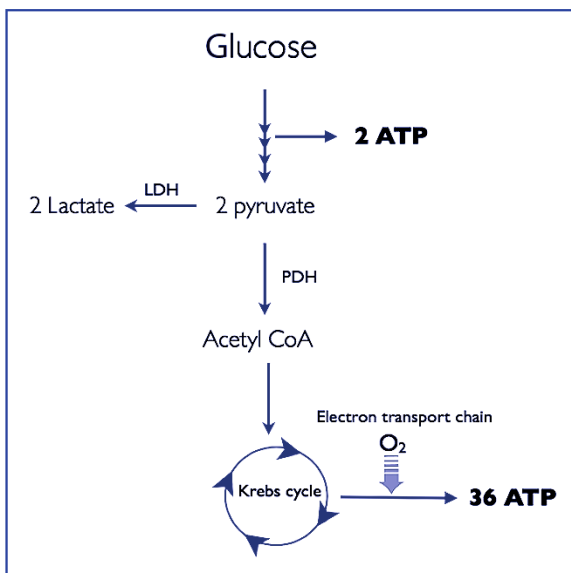 Glucose
2 ATP
LDH
2 Lactate
2 pyruvate
PDH
Acetyl CoA
Electron transport chain
O₂
Krebs cycle
36 ATP